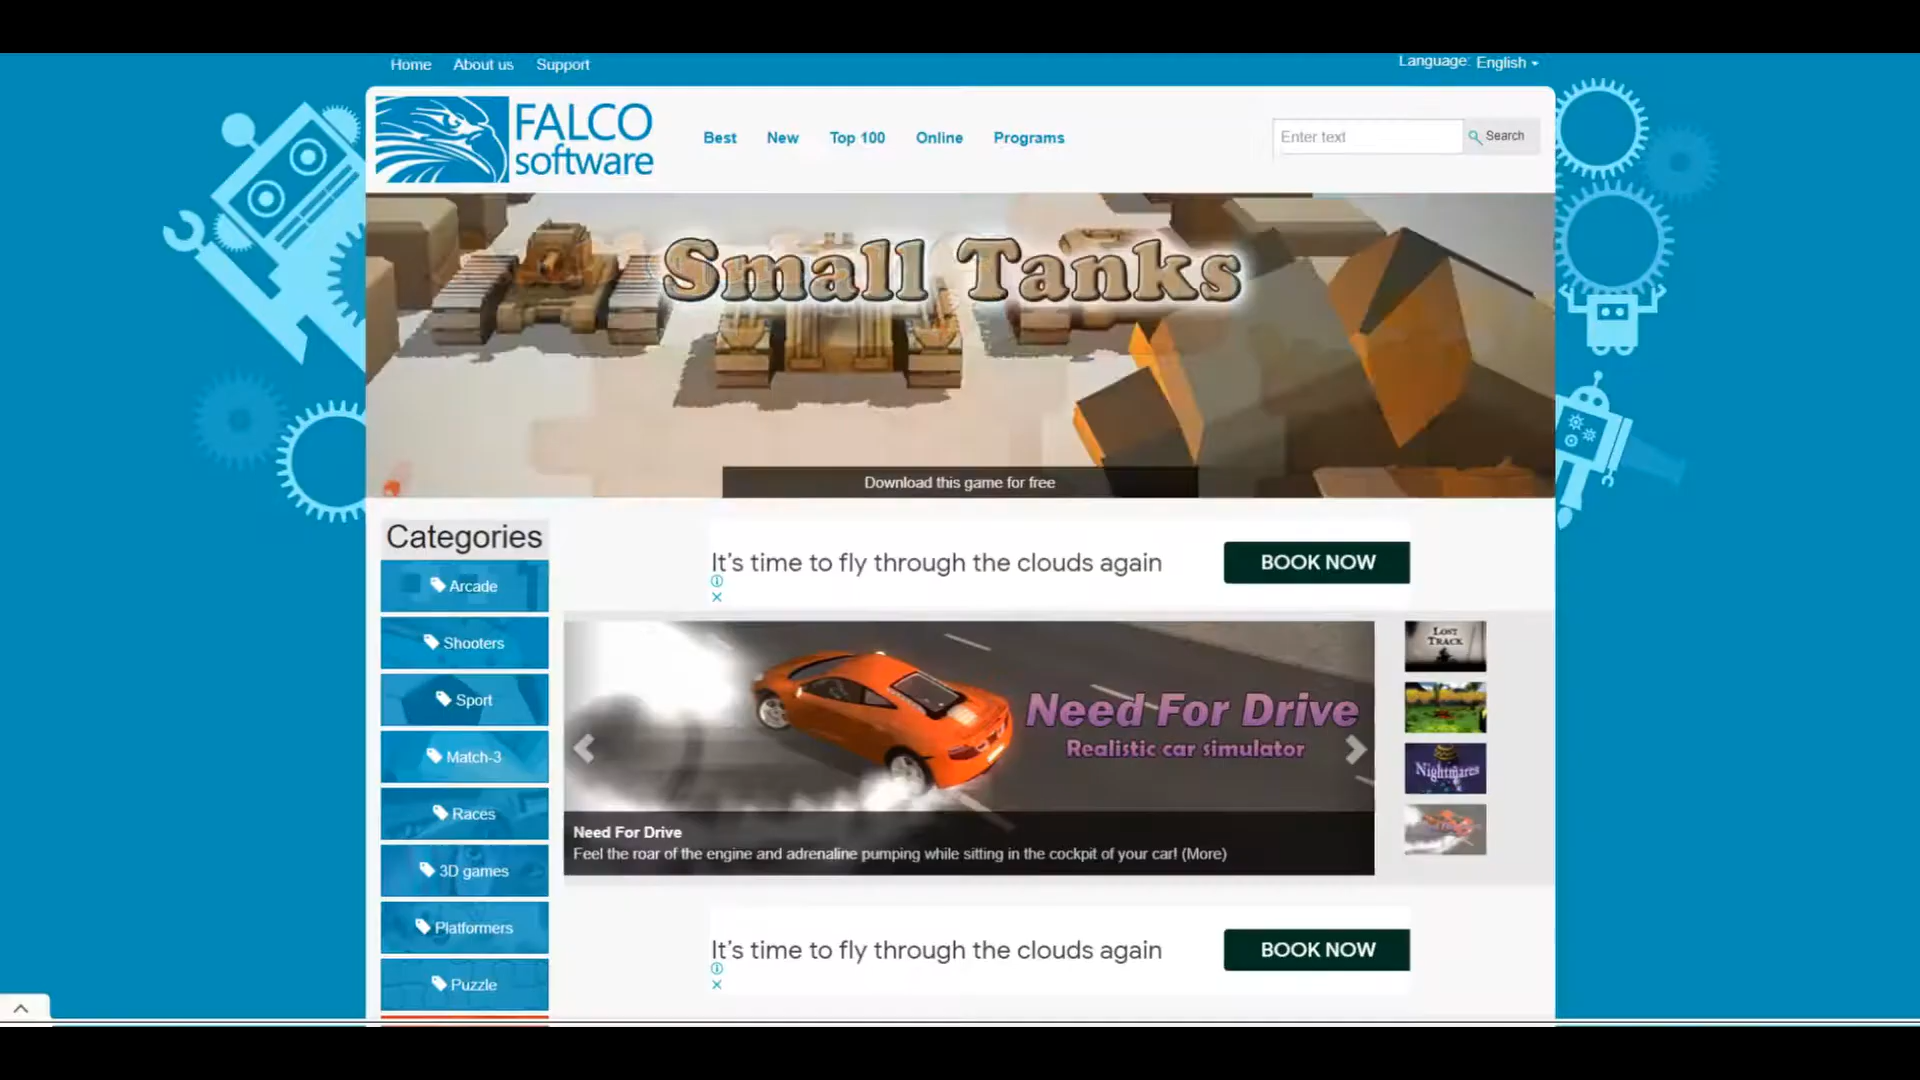 Home About us Support
Language: English
FALCO
software
Best New Top 100 Online Programs
Enter text
Search
Small Tanks
Download this game for free
Categories
It's time to fly through the clouds again
BOOK NOW
Arcade
Shooters
Sport
Match-3
Races
3D games
Platformers
Puzzle
Need For Drive
Realistic car simulator
Need For Drive
Feel the roar of the engine and adrenaline pumping while sitting in the cockpit of your car! (More)
LOST
TRACK
Nightmares
It's time to fly through the clouds again
BOOK NOW